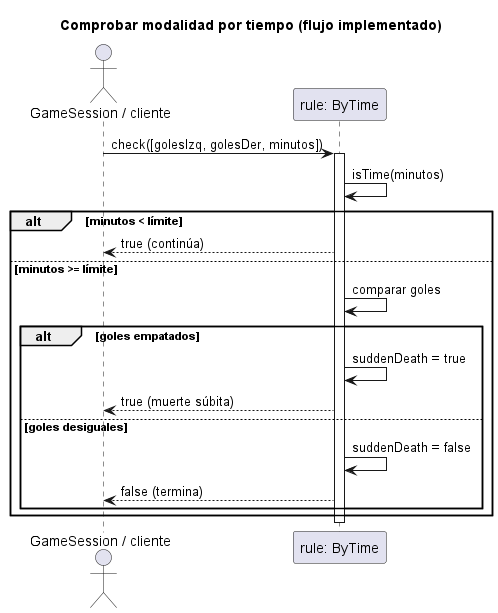 Comprobar modalidad por tiempo (flujo implementado)
GameSession / cliente
rule: ByTime
check([golesIzq, golesDer, minutos])
isTime(minutos)
alt [minutos < límite]
true (continúa)
[minutos >= límite]
comparar goles
alt [goles empatados]
suddenDeath = true
true (muerte súbita)
[goles desiguales]
suddenDeath = false
false (termina)
GameSession / cliente
rule: ByTime